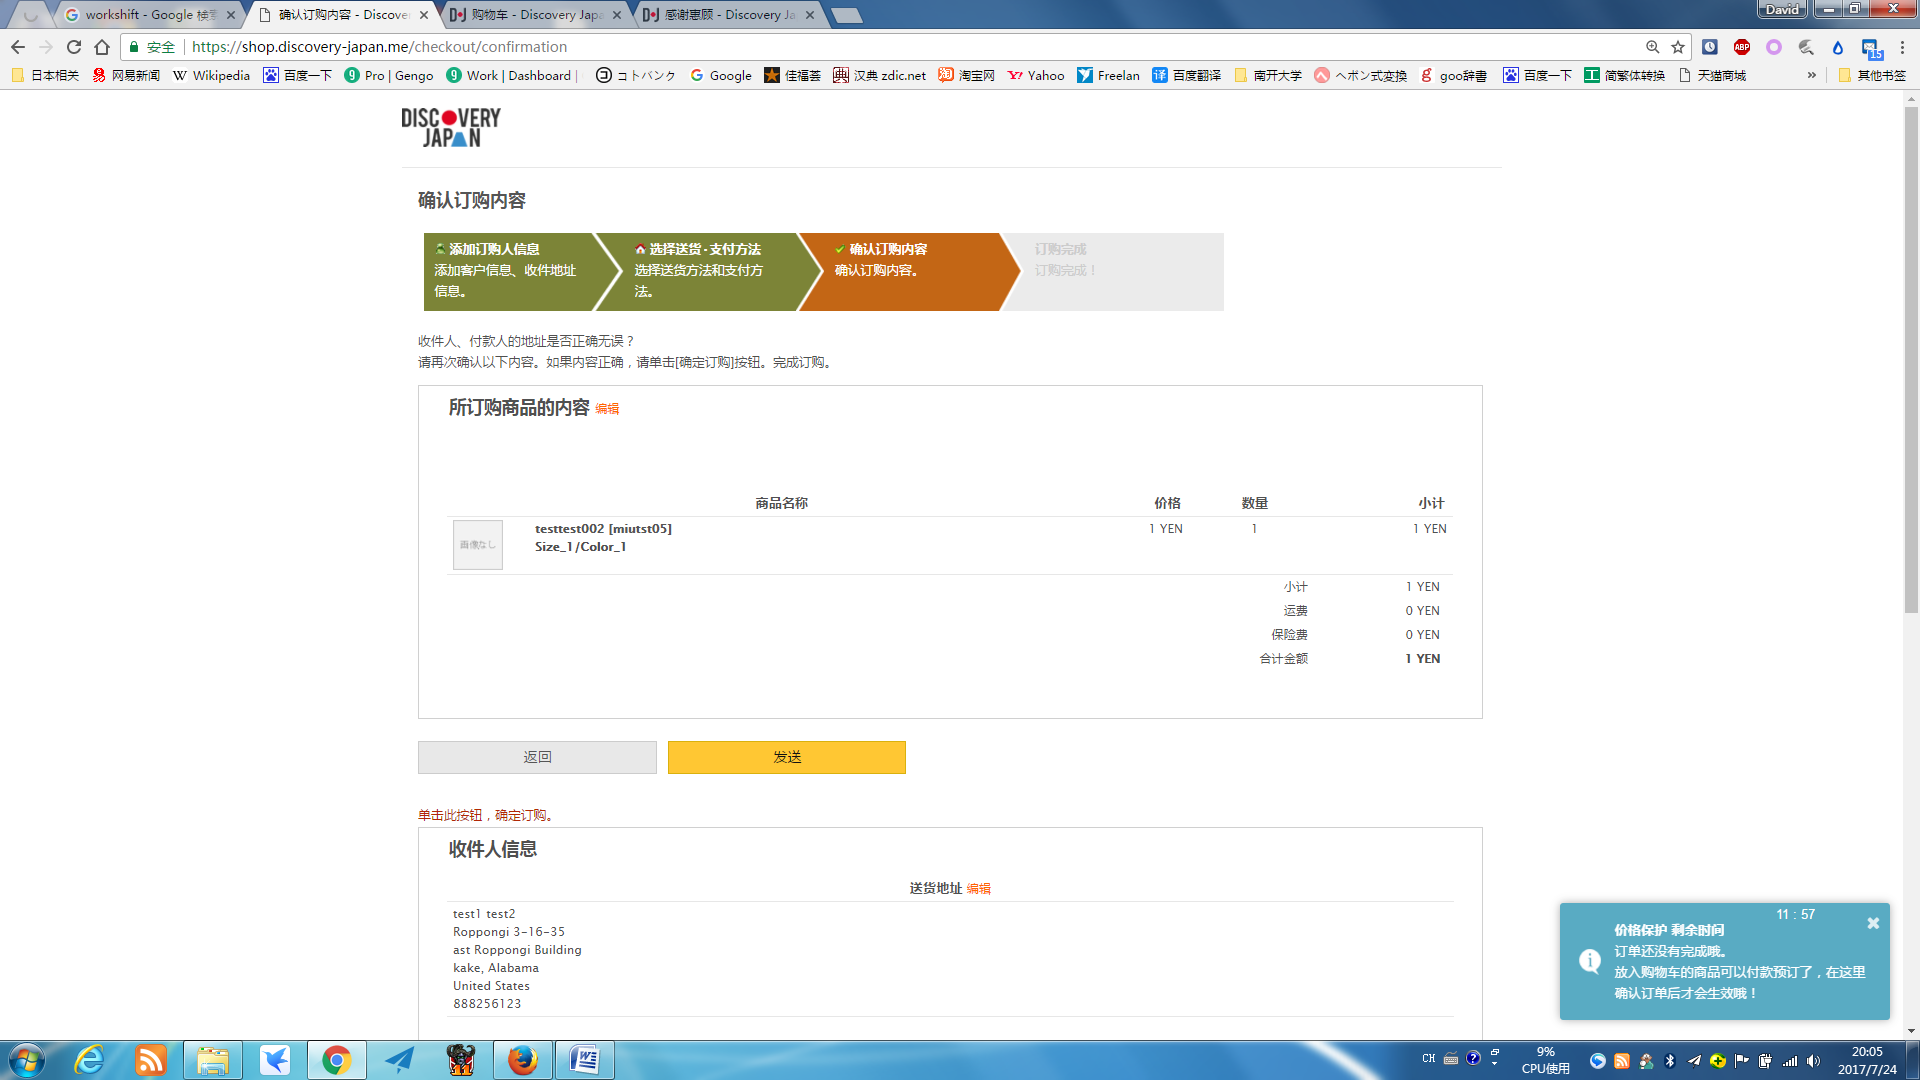 workshift - Google 検索
确认订购内容 - Discover
购物车 - Discovery Japa
感谢惠顾 - Discovery Ja
David
安全
https://shop.discovery-japan.me/checkout/confirmation
日本相关
网易新闻
Wikipedia
百度一下
Pro | Gengo
Work | Dashboard |
コトバンク
Google
佳福荟
汉典 zdic.net
淘宝网
Yahoo
Freelan
百度翻译
南开大学
ヘボン式变换
goo辞書
百度一下
简繁体转换
天猫商城
»
其他书签
DISCOVERY
JAPAN
确认订购内容
添加订购人信息
添加客户信息、收件地址
信息。
选择送货·支付方法
选择送货方法和支付方
法。
确认订购内容
确认订购内容。
订购完成
订购完成！
收件人、付款人的地址是否正确无误？
请再次确认以下内容。如果内容正确，请单击[确定订购]按钮。完成订购。
所订购商品的内容 编辑
商品名称 价格 数量 小计
画像なし
testtest002 [miutst05] 1 YEN 1 1 YEN
Size_1/Color_1
小计 1 YEN
运费 0 YEN
保险费 0 YEN
合计金额 1 YEN
返回
发送
单击此按钮，确定订购。
收件人信息
送货地址 编辑
test1 test2
Roppongi 3-16-35
ast Roppongi Building
kake, Alabama
United States
888256123
11 : 57
价格保护 剩余时间
订单还没有完成哦。
放入购物车的商品可以付款预订了，在这里
确认订单后才会生效哦！
CH
9%
CPU使用
20:05
2017/7/24